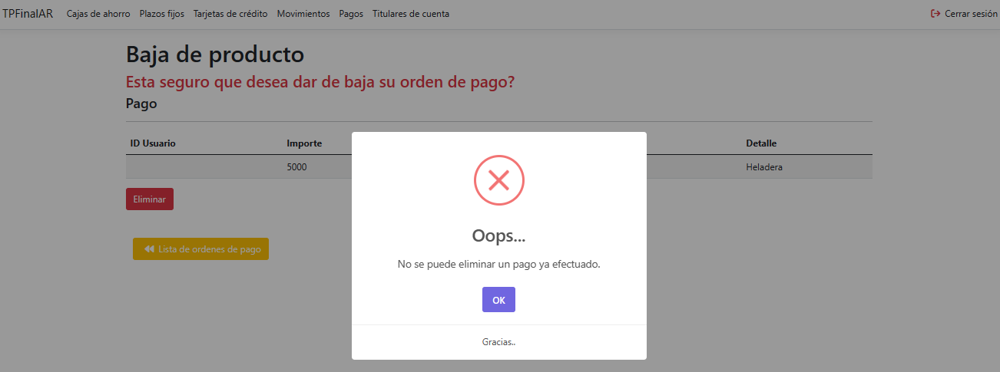 TPFinalAR Cajas de ahorro Plazos fijos Tarjetas de crédito Movimientos Pagos Titulares de cuenta Cerrar sesión
Baja de producto
Esta seguro que desea dar de baja su orden de pago?
Pago
ID Usuario Importe Detalle
5000 Heladera
Eliminar
Lista de ordenes de pago
Oops...
No se puede eliminar un pago ya efectuado.
OK
Gracias..